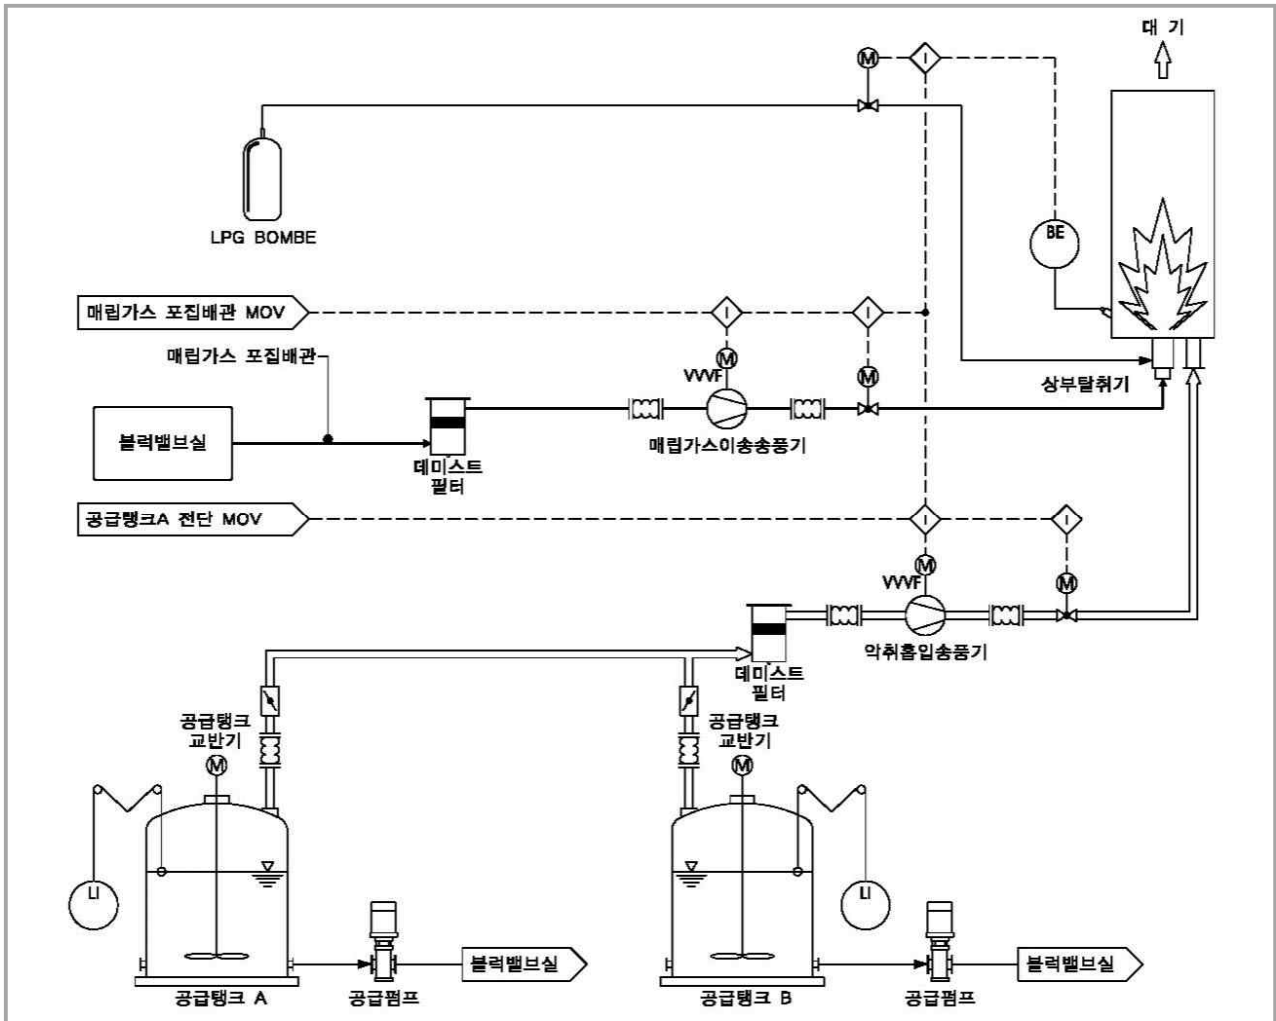 대 기
M
I
LPG BOMBE
BE
매립가스 포집배관 MOV
I
I
매립가스 포집배관
M
VVVF
M
상부탈취기
블럭밸브실
매립가스이송송풍기
데미스트
필터
공급탱크A 전단 MOV
I
I
M
VVVF
M
악취흡입송풍기
데미스트
필터
공급탱크
교반기
M
공급탱크
교반기
M
LI
LI
블럭밸브실
블럭밸브실
공급탱크 A
공급펌프
공급탱크 B
공급펌프